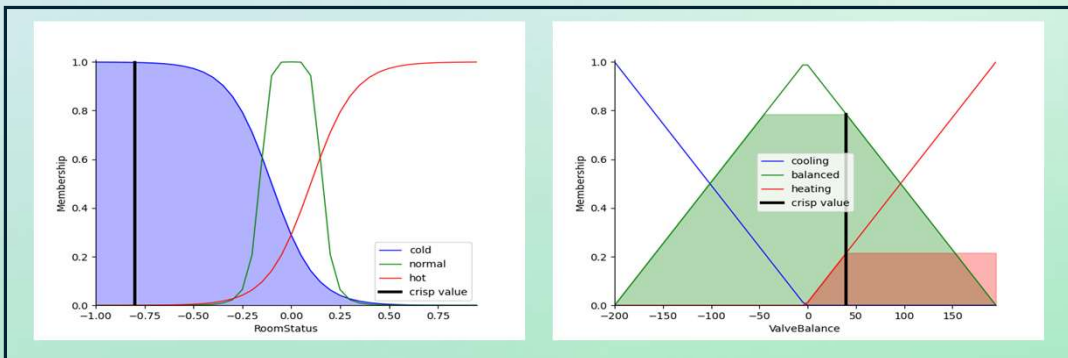 1.0
0.8
0.6
0.4
0.2
0.0
Membership
−1.00 −0.75 −0.50 −0.25 0.00 0.25 0.50 0.75
RoomStatus
cold
normal
hot
crisp value
1.0
0.8
0.6
0.4
0.2
0.0
Membership
−200 −150 −100 −50 0 50 100 150
ValveBalance
cooling
balanced
heating
crisp value